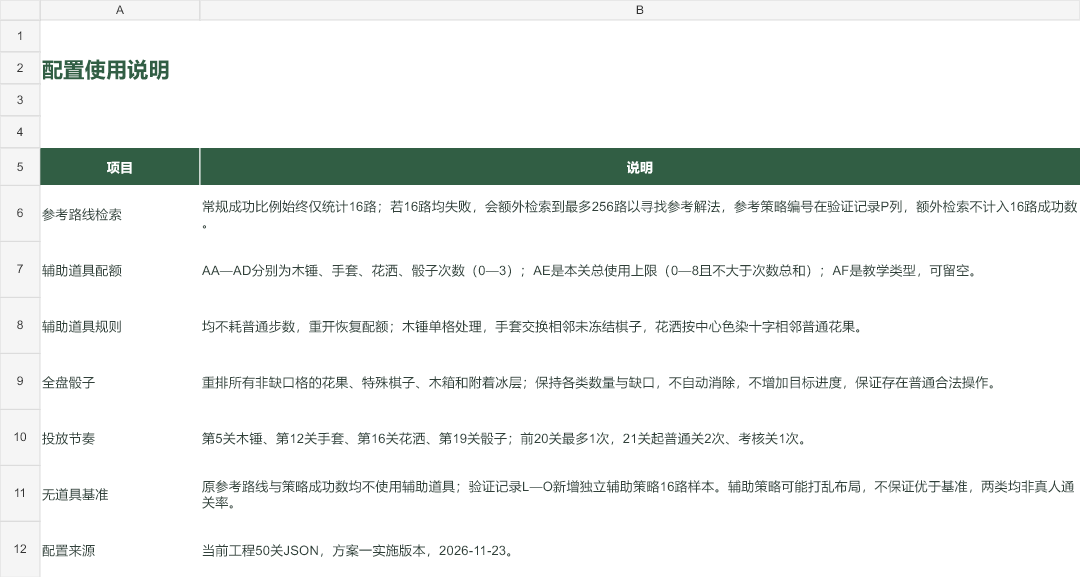 A B
1
2 配置使用说明
3
4
5 项目 说明
6 参考路线检索 常规成功比例始终仅统计16路；若16路均失败，会额外检索到最多256路以寻找参考解法，参考策略编号在验证记录P列，额外检索不计入16路成功数
。
7 辅助道具配额 AA—AD分别为木锤、手套、花洒、骰子次数（0—3）；AE是本关总使用上限（0—8且不大于次数总和）；AF是教学类型，可留空。
8 辅助道具规则 均不耗普通步数，重开恢复配额；木锤单格处理，手套交换相邻未冻结棋子，花洒按中心色染十字相邻普通花果。
9 全盘骰子 重排所有非缺口格的花果、特殊棋子、木箱和附着冰层；保持各类数量与缺口，不自动消除，不增加目标进度，保证存在普通合法操作。
10 投放节奏 第5关木锤、第12关手套、第16关花洒、第19关骰子；前20关最多1次，21关起普通关2次、考核关1次。
11 无道具基准 原参考路线与策略成功数均不使用辅助道具；验证记录L—O新增独立辅助策略16路样本。辅助策略可能打乱布局，不保证优于基准，两类均非真人通
关率。
12 配置来源 当前工程50关JSON，方案一实施版本，2026-11-23。